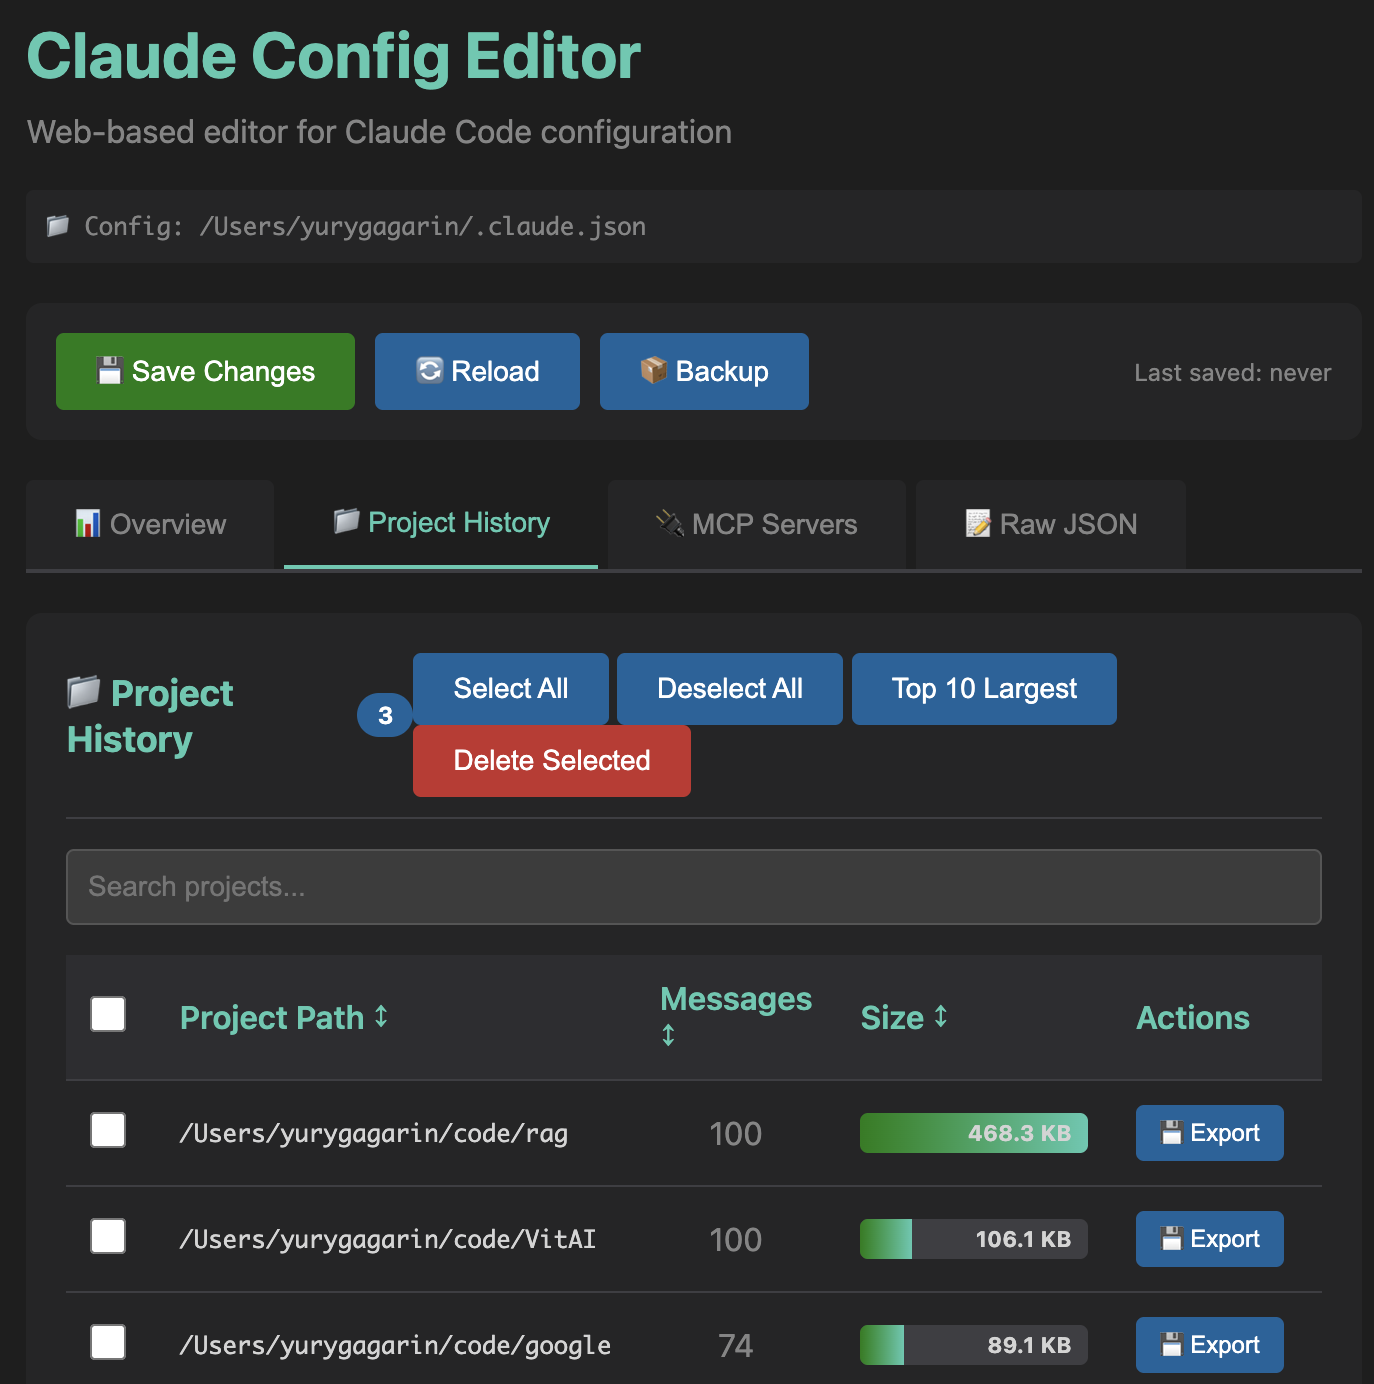 Claude Config Editor
Web-based editor for Claude Code configuration
Config: /Users/yurygagarin/.claude.json
Save Changes
Reload
Backup
Last saved: never
Overview
Project History
MCP Servers
Raw JSON
Project
History
3
Select All
Deselect All
Top 10 Largest
Delete Selected
Search projects...
Project Path ↕
Messages
↕
Size ↕
Actions
/Users/yurygagarin/code/rag
100
468.3 KB
Export
/Users/yurygagarin/code/VitAI
100
106.1 KB
Export
/Users/yurygagarin/code/google
74
89.1 KB
Export